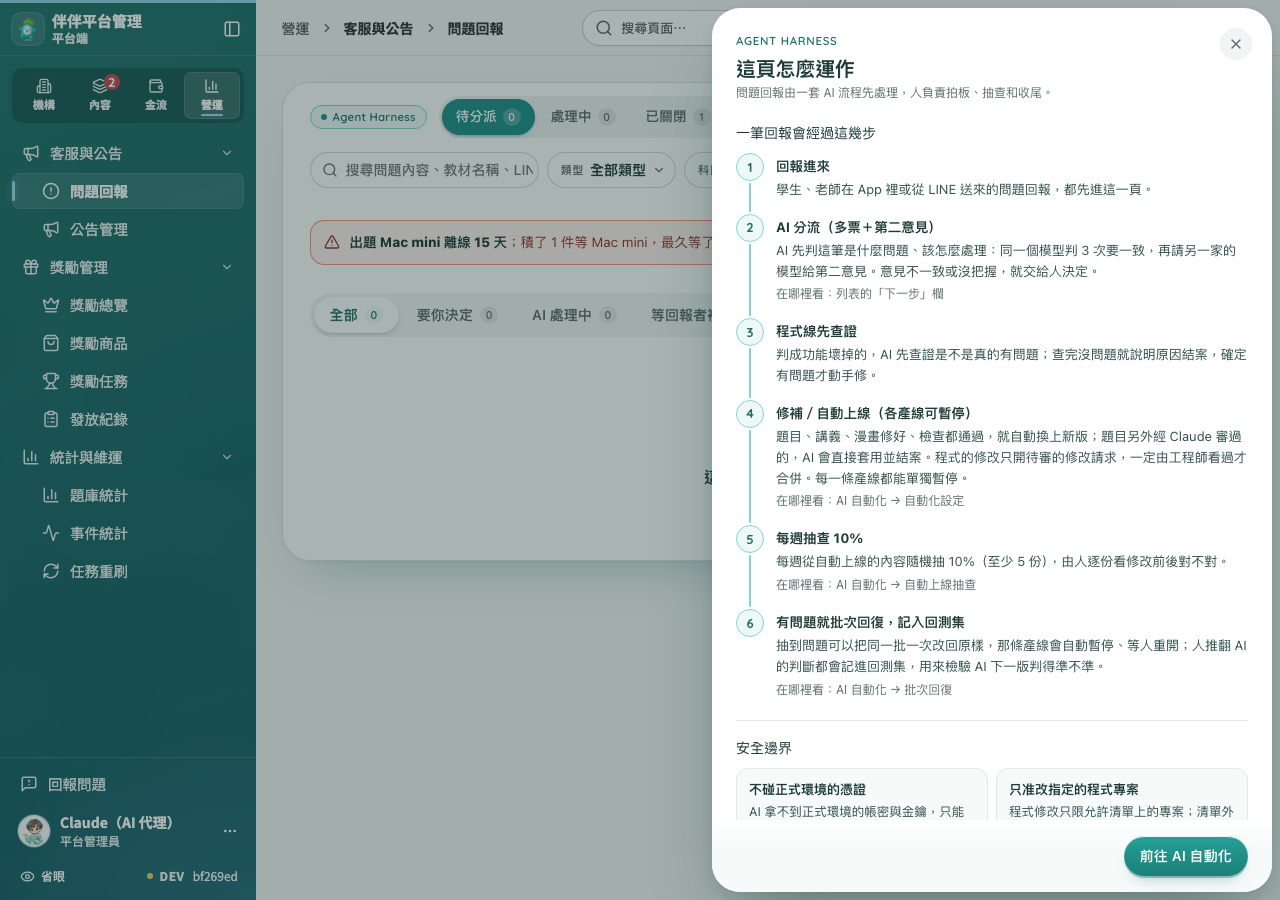 伴伴平台管理
平台端
機構
2
內容
金流
營運
客服與公告
問題回報
公告管理
獎勵管理
獎勵總覽
獎勵商品
獎勵任務
發放紀錄
統計與維運
題庫統計
事件統計
任務重刷
回報問題
Claude（AI 代理）
平台管理員
省眼
DEV bf269ed
營運 > 客服與公告 > 問題回報
搜尋頁面…
Agent Harness
待分派 0
處理中 0
已關閉 1
搜尋問題內容、教材名稱、LIN
類型 全部類型
出題 Mac mini 離線 15 天；積了 1 件等 Mac mini，最久等了
全部 0
要你決定 0
AI 處理中 0
等回報者
AGENT HARNESS
這頁怎麼運作
問題回報由一套 AI 流程先處理，人負責拍板、抽查和收尾。
一筆回報會經過這幾步
1
回報進來
學生、老師在 App 裡或從 LINE 送來的問題回報，都先進這一頁。
2
AI 分流（多票＋第二意見）
AI 先判這筆是什麼問題、該怎麼處理：同一個模型判 3 次要一致，再請另一家的
模型給第二意見。意見不一致或沒把握，就交給人決定。
在哪裡看：列表的「下一步」欄
3
程式線先查證
判成功能壞掉的，AI 先查證是不是真的有問題；查完沒問題就說明原因結案，確定
有問題才動手修。
4
修補 / 自動上線（各產線可暫停）
題目、講義、漫畫修好、檢查都通過，就自動換上新版；題目另外經 Claude 審過
的，AI 會直接套用並結案。程式的修改只開待審的修改請求，一定由工程師看過才
合併。每一條產線都能單獨暫停。
在哪裡看：AI 自動化 → 自動化設定
5
每週抽查 10%
每週從自動上線的內容隨機抽 10%（至少 5 份），由人逐份看修改前後對不對。
在哪裡看：AI 自動化 → 自動上線抽查
6
有問題就批次回復，記入回測集
抽到問題可以把同一批一次改回原樣，那條產線會自動暫停、等人重開；人推翻 AI
的判斷都會記進回測集，用來檢驗 AI 下一版判得準不準。
在哪裡看：AI 自動化 → 批次回復
安全邊界
不碰正式環境的憑證
AI 拿不到正式環境的帳密與金鑰，只能
只准改指定的程式專案
程式修改只限允許清單上的專案；清單外
前往 AI 自動化